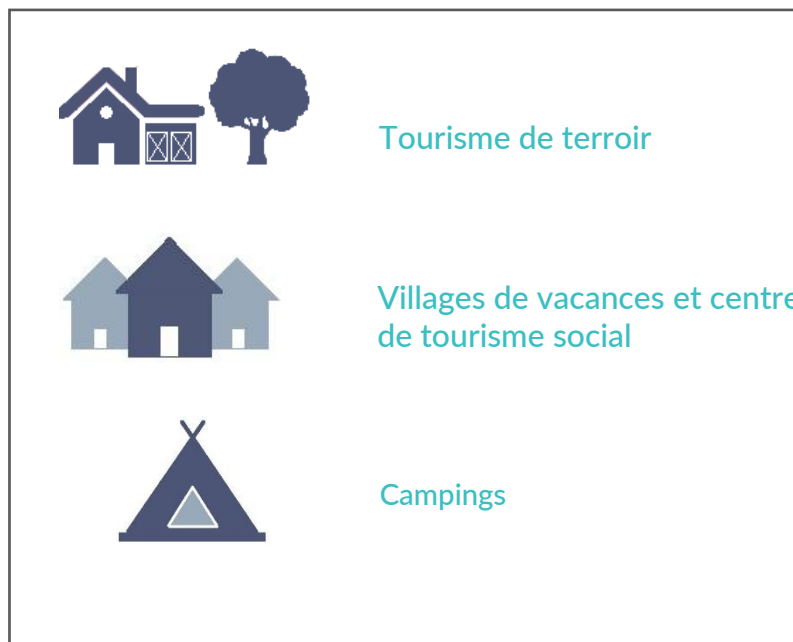 Tourisme de terroir
Villages de vacances et centre
de tourisme social
Campings